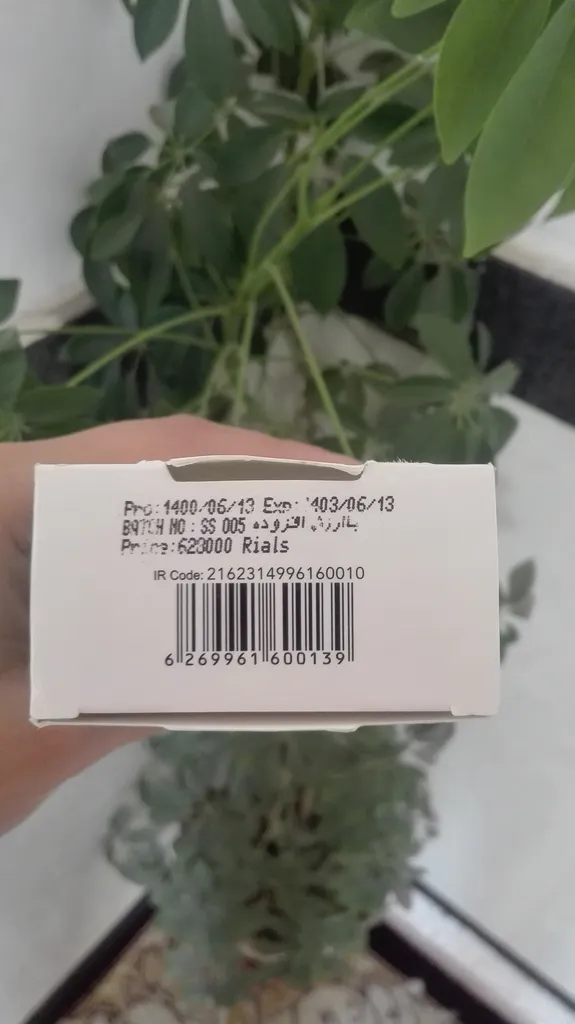 Pro: 1400/06/13 Exp: 1403/06/13
BATCH NO : SS 005 باارزش افزوده
Price: 623000 Rials
IR Code: 2162314996160010
6 269961 600139